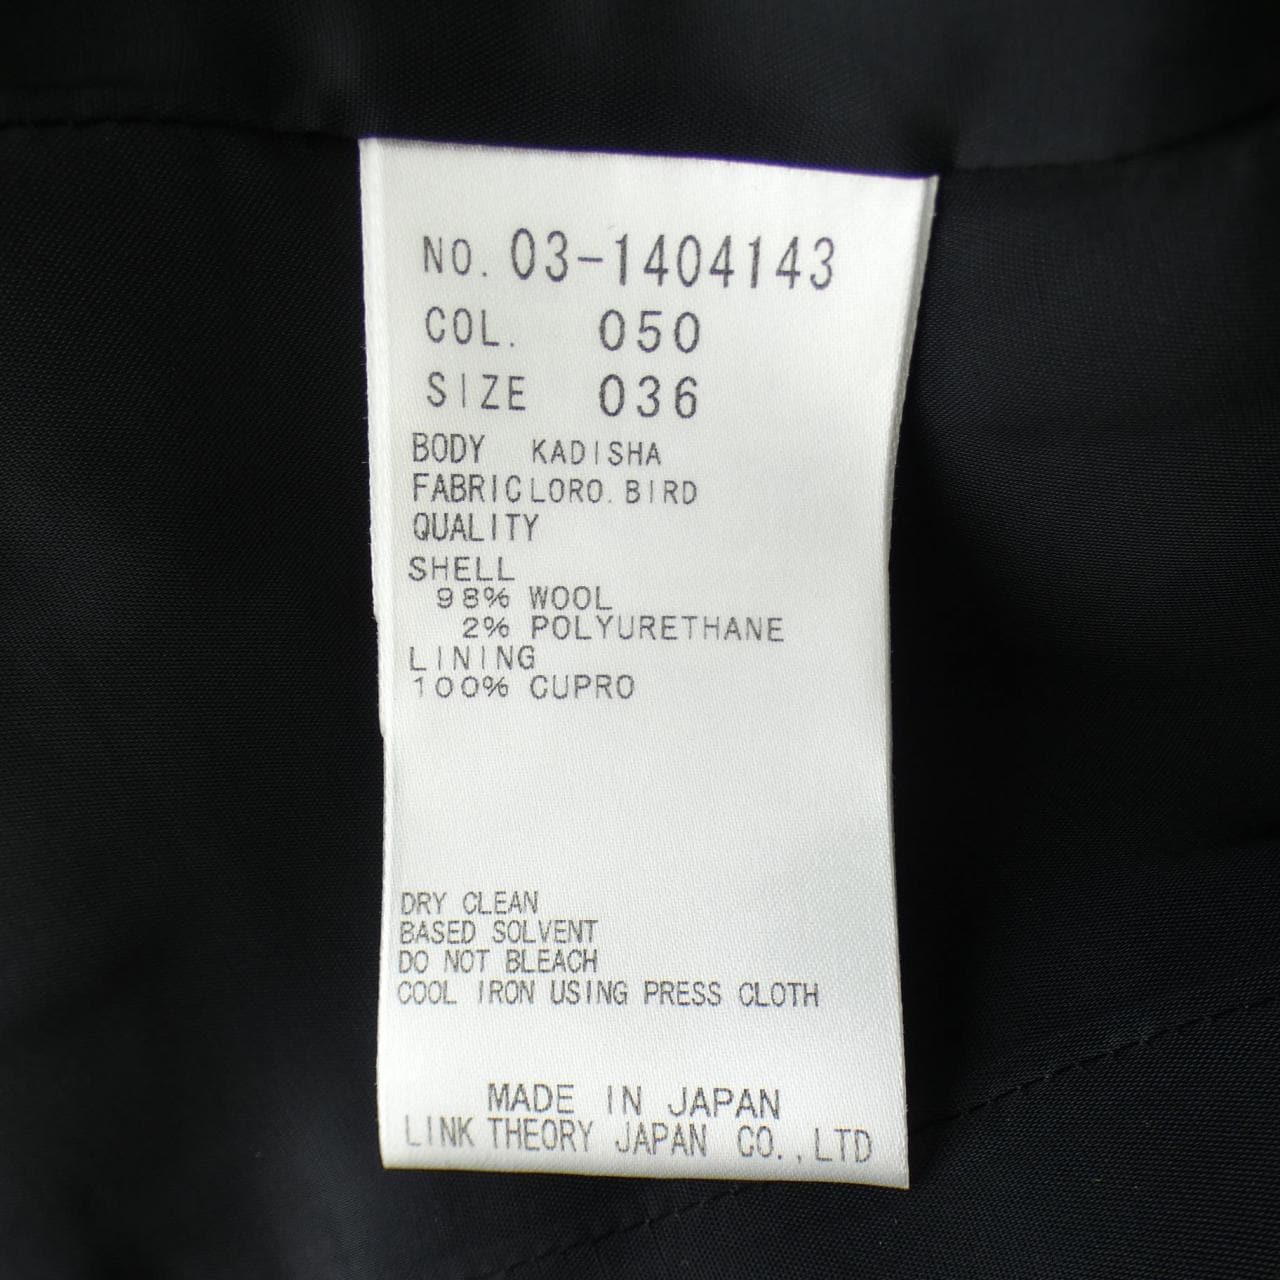 NO. 03-1404143
COL. 050
SIZE 036
BODY KADISHA
FABRIC LORO.BIRD
QUALITY
SHELL
98% WOOL
2% POLYURETHANE
LINING
100% CUPRO
DRY CLEAN
BASED SOLVENT
DO NOT BLEACH
COOL IRON USING PRESS CLOTH
MADE IN JAPAN
LINK THEORY JAPAN CO.,LTD